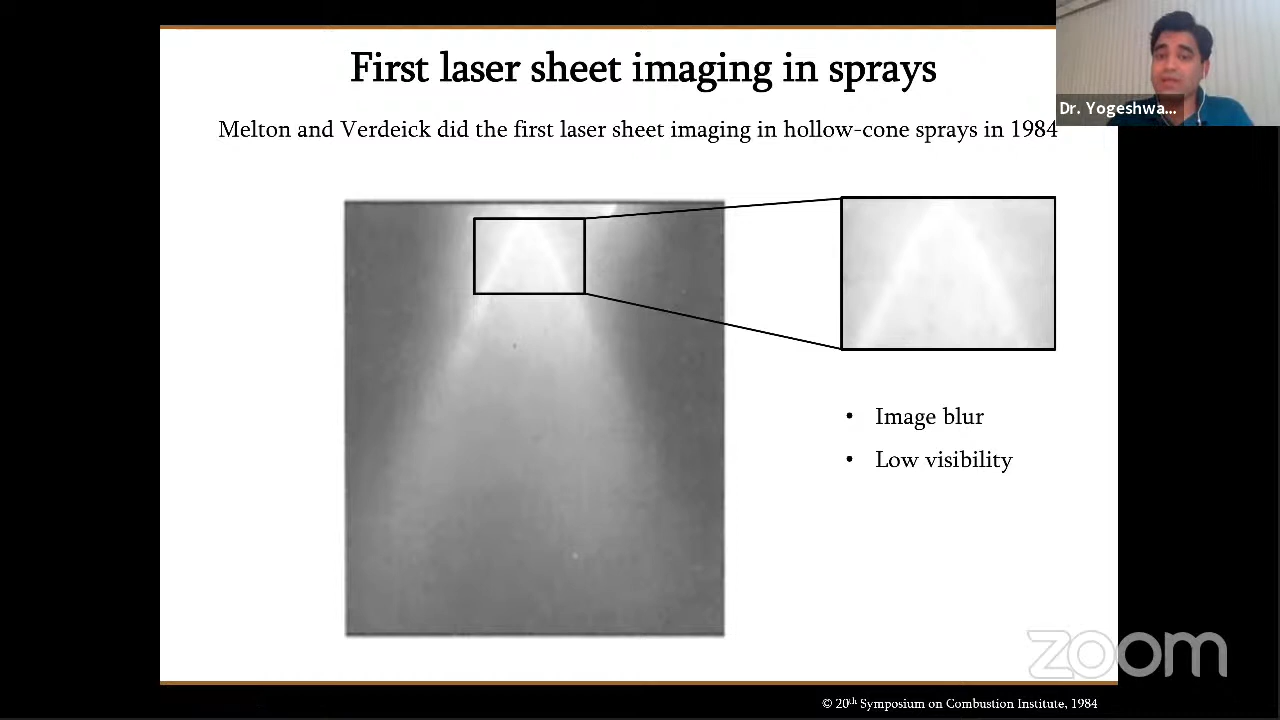 First laser sheet imaging in sprays
Dr. Yogeshwa...
Melton and Verdeick did the first laser sheet imaging in hollow-cone sprays in 1984
• Image blur
• Low visibility
zoom
© 20th Symposium on Combustion Institute, 1984